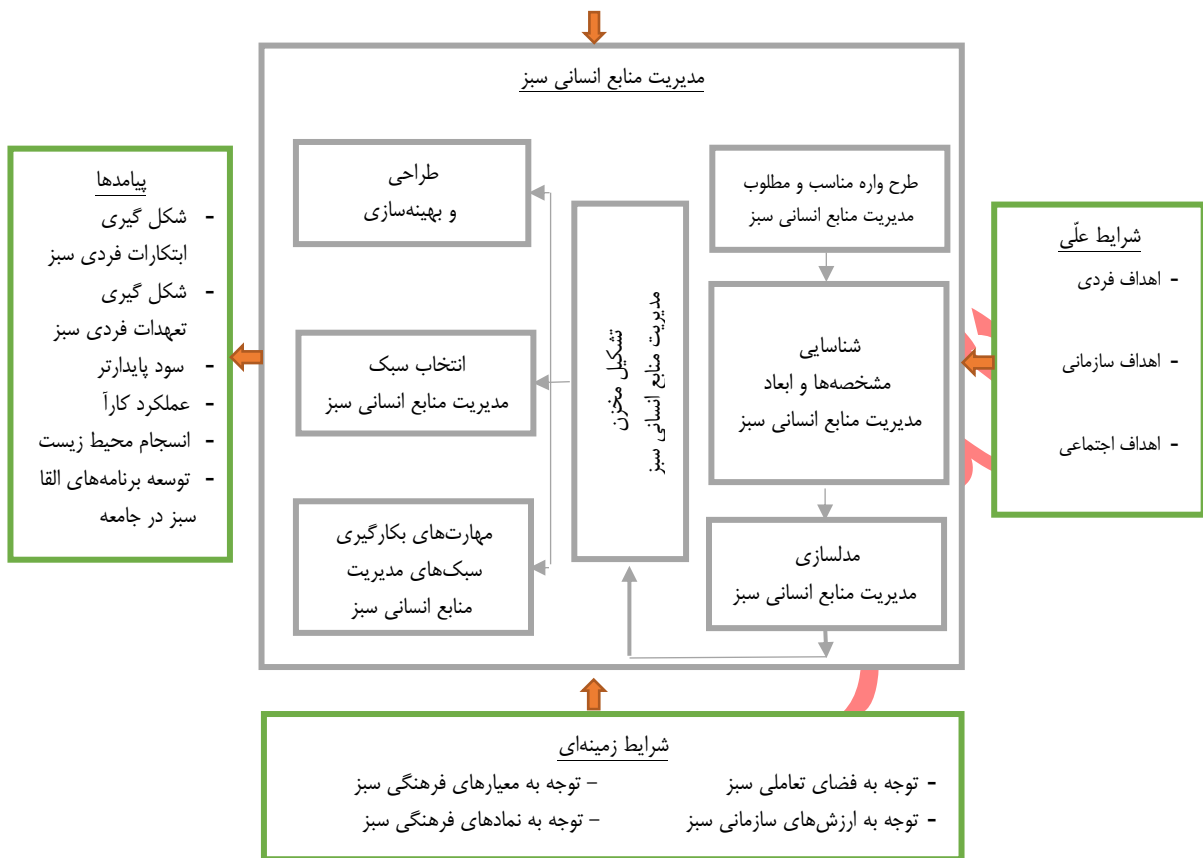 مدیریت منابع انسانی سبز
طرح واره مناسب و مطلوب
مدیریت منابع انسانی سبز
شناسایی
مشخصه‌ها و ابعاد
مدیریت منابع انسانی سبز
مدلسازی
مدیریت منابع انسانی سبز
تشکیل مخزن
مدیریت منابع انسانی سبز
طراحی
و بهینه‌سازی
انتخاب سبک
مدیریت منابع انسانی سبز
مهارت‌های بکارگیری
سبک‌های مدیریت
منابع انسانی سبز
شرایط علّی
- اهداف فردی
- اهداف سازمانی
- اهداف اجتماعی
پیامدها
- شکل گیری
ابتکارات فردی سبز
- شکل گیری
تعهدات فردی سبز
- سود پایدارتر
- عملکرد کارآ
- انسجام محیط زیست
- توسعه برنامه‌های القا
سبز در جامعه
شرایط زمینه‌ای
- توجه به فضای تعاملی سبز – توجه به معیارهای فرهنگی سبز
- توجه به ارزش‌های سازمانی سبز – توجه به نمادهای فرهنگی سبز